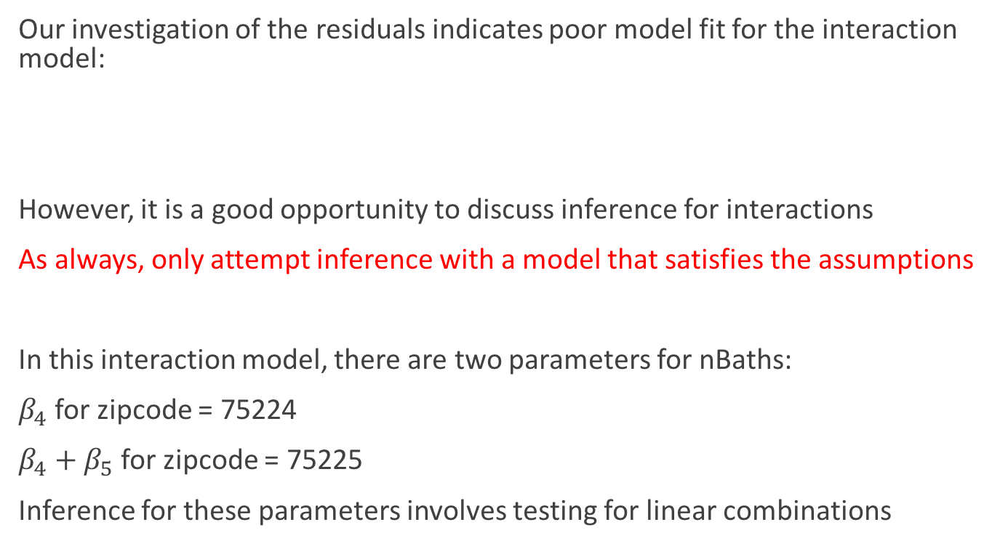 Our investigation of the residuals indicates poor model fit for the interaction
model:
However, it is a good opportunity to discuss inference for interactions
As always, only attempt inference with a model that satisfies the assumptions
In this interaction model, there are two parameters for nBaths:
𝛽₄ for zipcode = 75224
𝛽₄ + 𝛽₅ for zipcode = 75225
Inference for these parameters involves testing for linear combinations